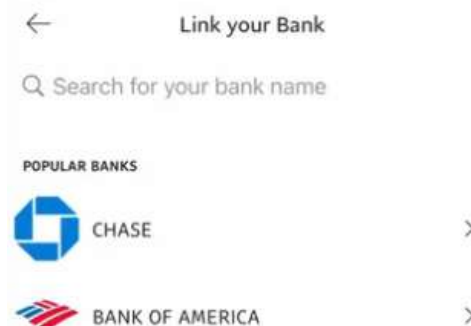 Link your Bank
Search for your bank name
POPULAR BANKS
CHASE
BANK OF AMERICA